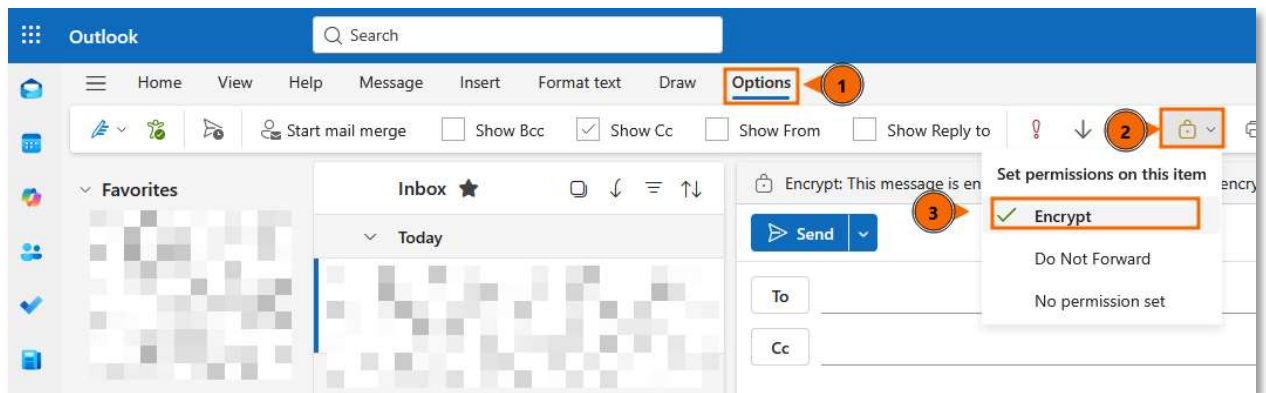 Outlook
Search
Home View Help Message Insert Format text Draw Options 1
Start mail merge Show Bcc Show Cc Show From Show Reply to 2
Favorites
Inbox
Today
Encrypt: This message is en
encry
Set permissions on this item
3
Encrypt
Do Not Forward
No permission set
Send
To
Cc